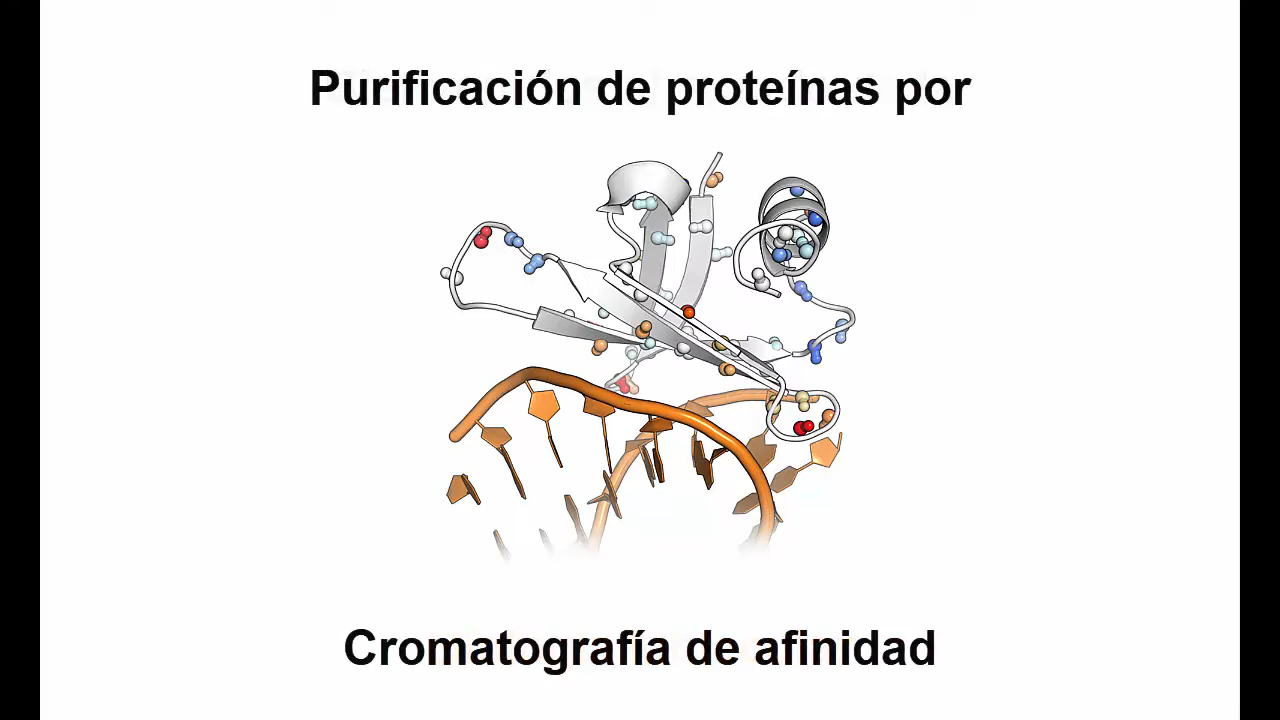 Purificación de proteínas por
Cromatografía de afinidad